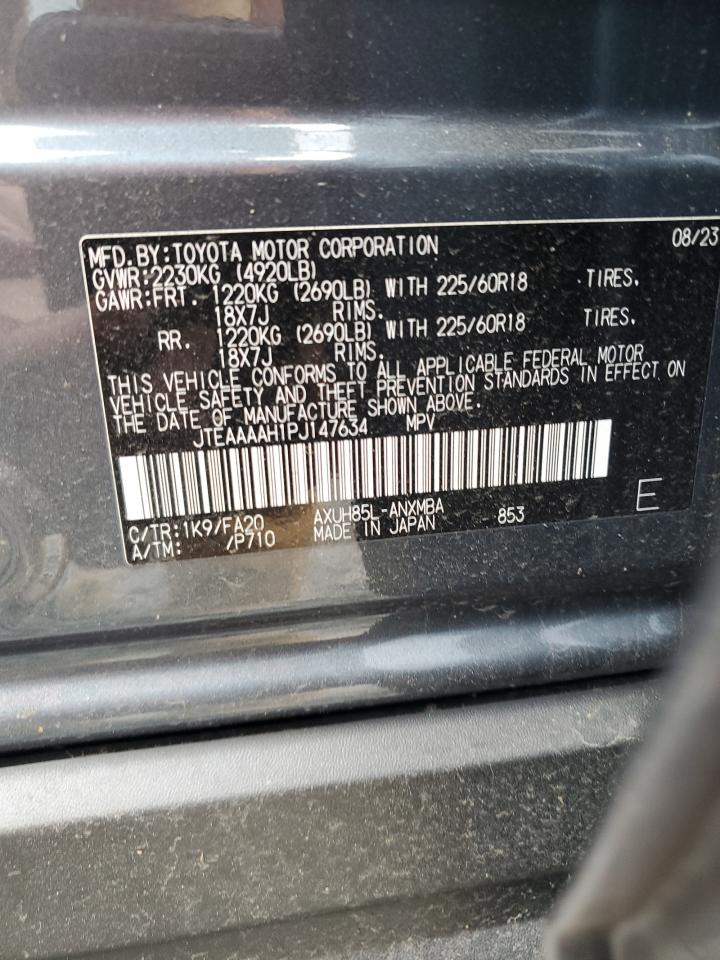 MFD.BY:TOYOTA MOTOR CORPORATION 08/23
GVWR:2230KG (4920LB)
GAWR:FRT. 1220KG (2690LB) WITH 225/60R18 TIRES.
18X7J RIMS.
RR. 1220KG (2690LB) WITH 225/60R18 TIRES.
18X7J RIMS.
THIS VEHICLE CONFORMS TO ALL APPLICABLE FEDERAL MOTOR
VEHICLE SAFETY AND THEFT PREVENTION STANDARDS IN EFFECT ON
THE DATE OF MANUFACTURE SHOWN ABOVE.
JTEAAAAH1PJ147634 MPV
C/TR:1K9/FA20 AXUH85L-ANXMBA 853 E
A/TM: /P710 MADE IN JAPAN